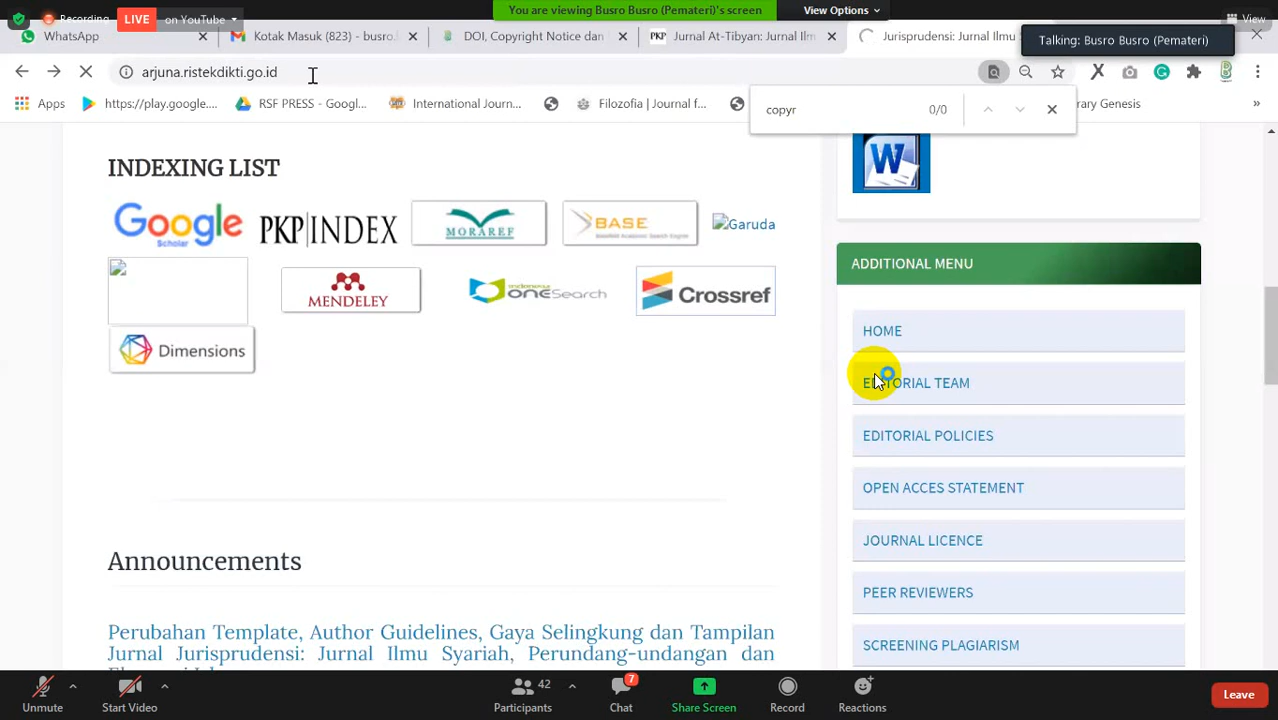 Recording
LIVE on YouTube
You are viewing Busro Busro (Pemateri)'s screen
View Options
View
WhatsApp
Kotak Masuk (823) - busro.k
DOI, Copyright Notice dan
PKP Jurnal At-Tibyan: Jurnal Ilm
Jurisprudensi: Jurnal Ilmu S
Talking: Busro Busro (Pemateri)
arjuna.ristekdikti.go.id
Apps
https://play.google....
RSF PRESS - Googl...
International Journ...
Filozofia | Journal f...
rary Genesis
»
copyr 0/0
INDEXING LIST
Google Scholar
PKP|INDEX
MORAREF
BASE
Garuda
MENDELEY
INDONESIA oneSearch
Crossref
Dimensions
W
ADDITIONAL MENU
HOME
EDITORIAL TEAM
EDITORIAL POLICIES
OPEN ACCES STATEMENT
JOURNAL LICENCE
PEER REVIEWERS
SCREENING PLAGIARISM
Announcements
Perubahan Template, Author Guidelines, Gaya Selingkung dan Tampilan
Jurnal Jurisprudensi: Jurnal Ilmu Syariah, Perundang-undangan dan
Unmute
Start Video
42
Participants
7
Chat
Share Screen
Record
Reactions
Leave